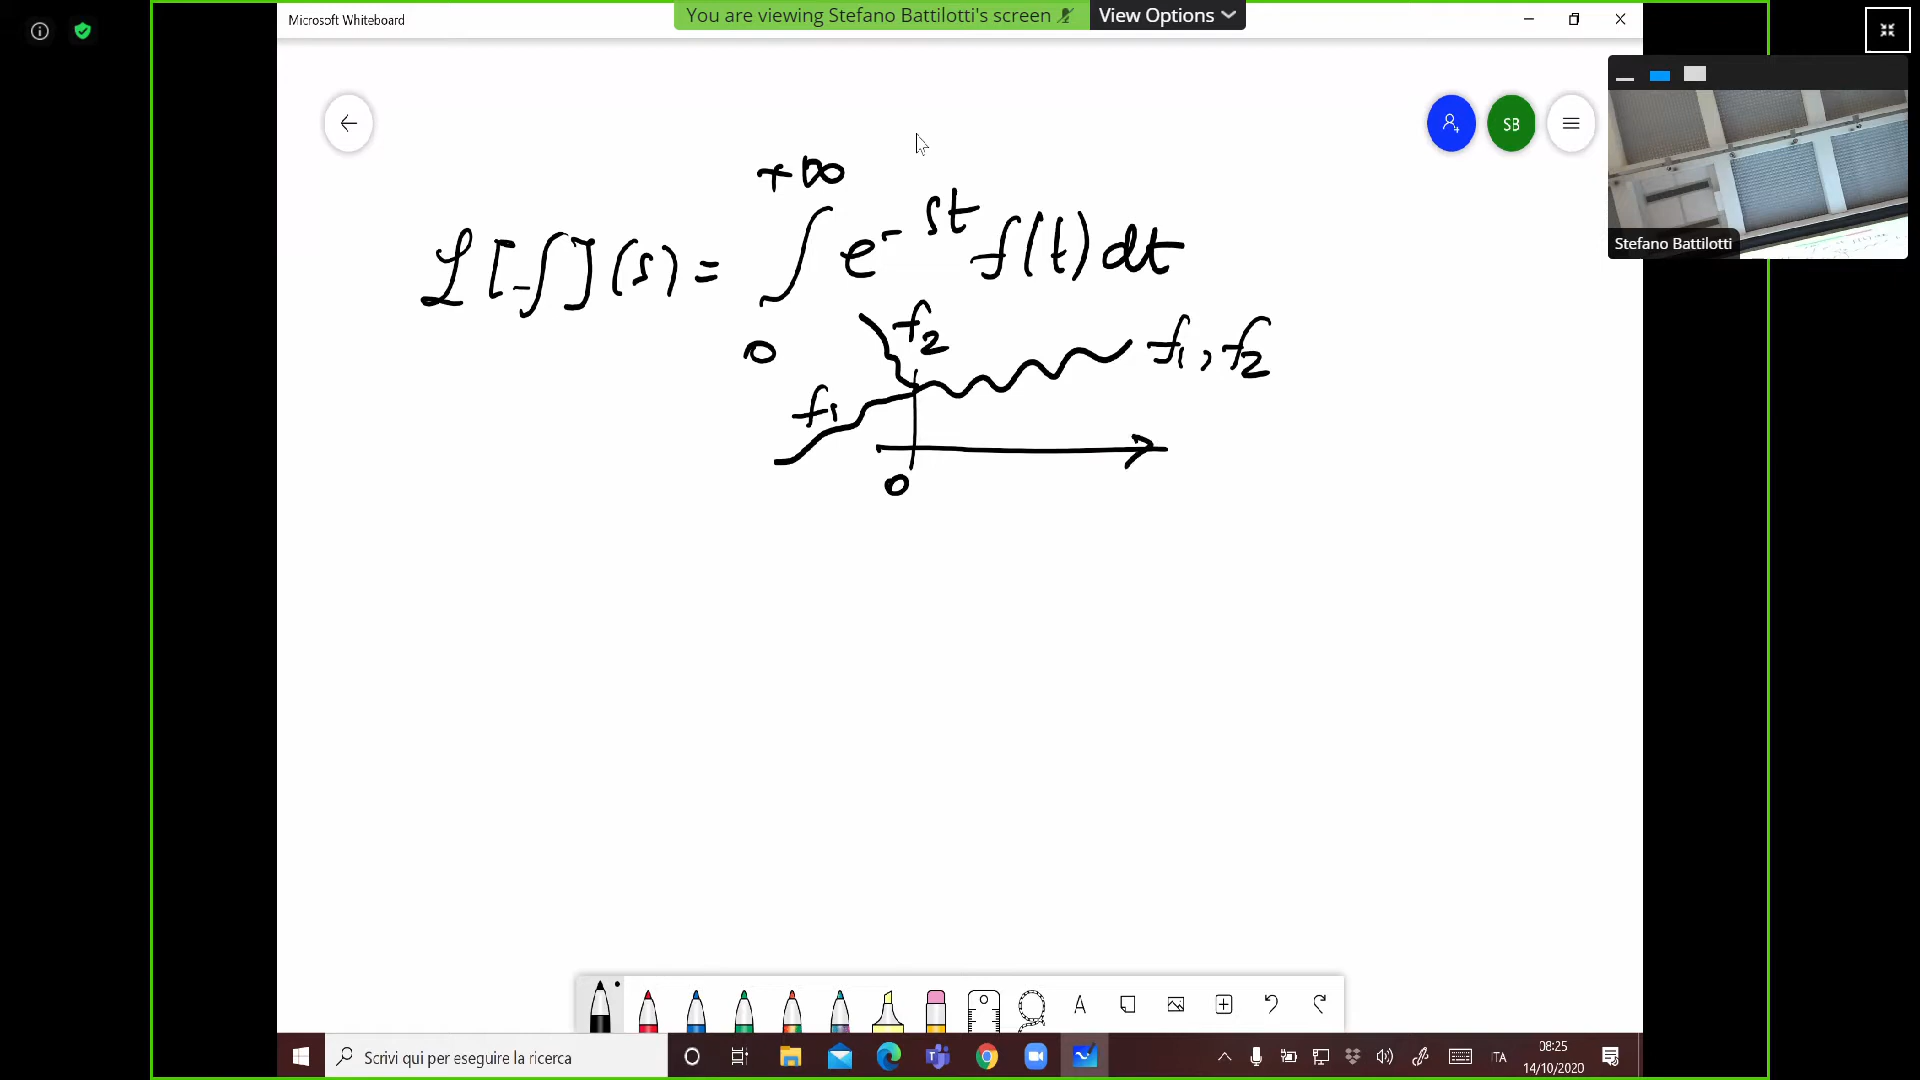 Microsoft Whiteboard
You are viewing Stefano Battilotti's screen
View Options
SB
Stefano Battilotti
+∞
ℒ[f](s) = ∫ e^{-st} f(t) dt
0
f₂
f₁, f₂
f₁
0
A
Scrivi qui per eseguire la ricerca
ITA
08:25
14/10/2020